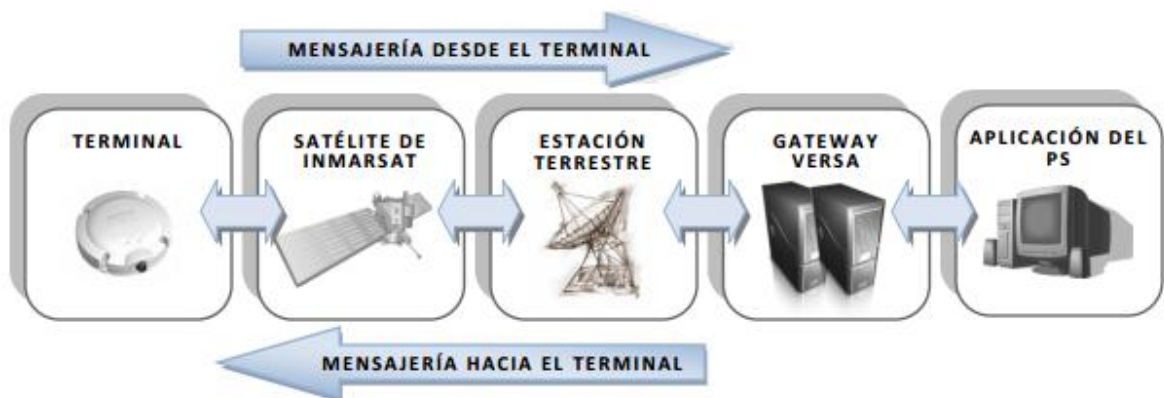 MENSAJERÍA DESDE EL TERMINAL
TERMINAL
SATÉLITE DE
INMARSAT
ESTACIÓN
TERRESTRE
GATEWAY
VERSA
APLICACIÓN DEL
PS
MENSAJERÍA HACIA EL TERMINAL